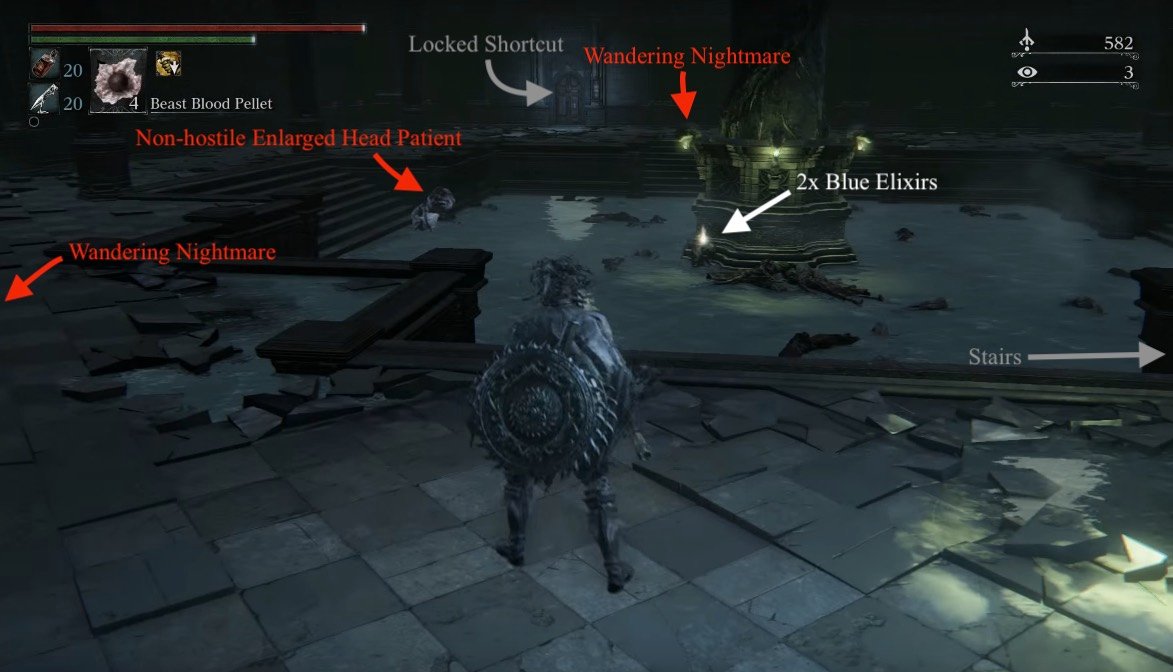 Locked Shortcut
Wandering Nightmare
582
3
20
20
4 Beast Blood Pellet
Non-hostile Enlarged Head Patient
2x Blue Elixirs
Wandering Nightmare
Stairs